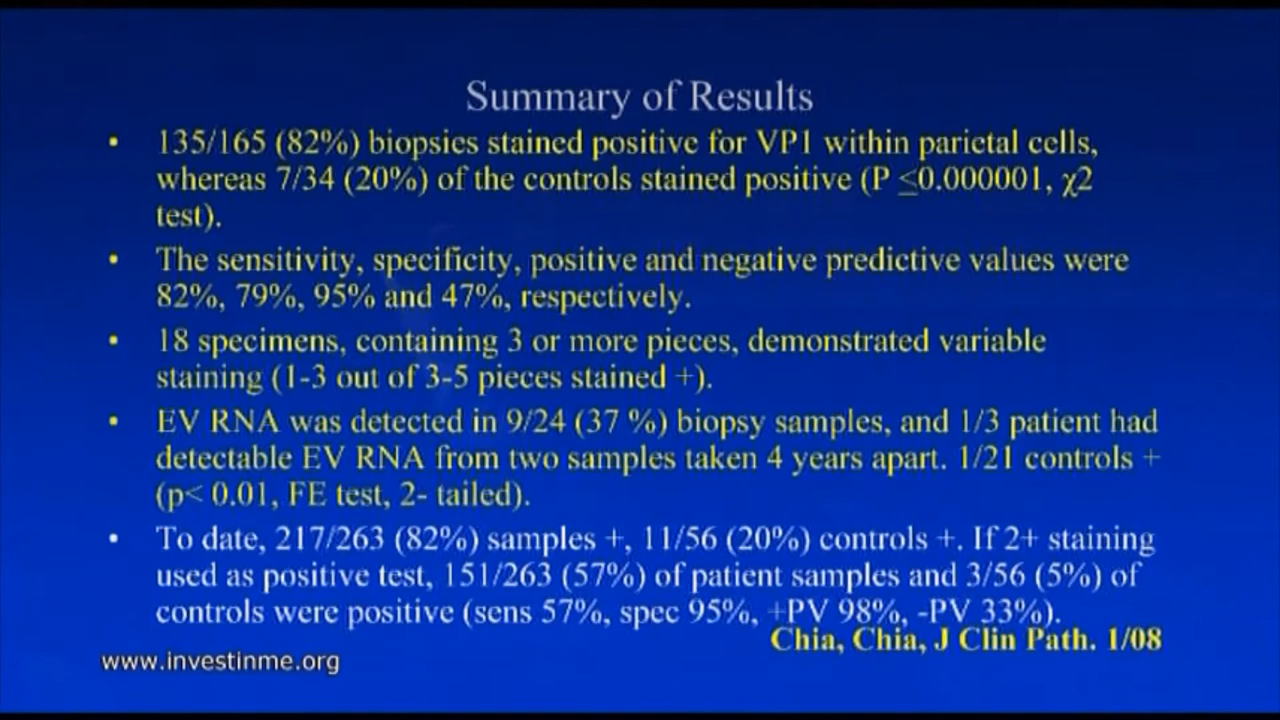 Summary of Results
• 135/165 (82%) biopsies stained positive for VP1 within parietal cells,
whereas 7/34 (20%) of the controls stained positive (P ≤0.000001, χ2
test).
• The sensitivity, specificity, positive and negative predictive values were
82%, 79%, 95% and 47%, respectively.
• 18 specimens, containing 3 or more pieces, demonstrated variable
staining (1-3 out of 3-5 pieces stained +).
• EV RNA was detected in 9/24 (37 %) biopsy samples, and 1/3 patient had
detectable EV RNA from two samples taken 4 years apart. 1/21 controls +
(p< 0.01, FE test, 2- tailed).
• To date, 217/263 (82%) samples +, 11/56 (20%) controls +. If 2+ staining
used as positive test, 151/263 (57%) of patient samples and 3/56 (5%) of
controls were positive (sens 57%, spec 95%, +PV 98%, -PV 33%).
Chia, Chia, J Clin Path. 1/08
www.investinme.org